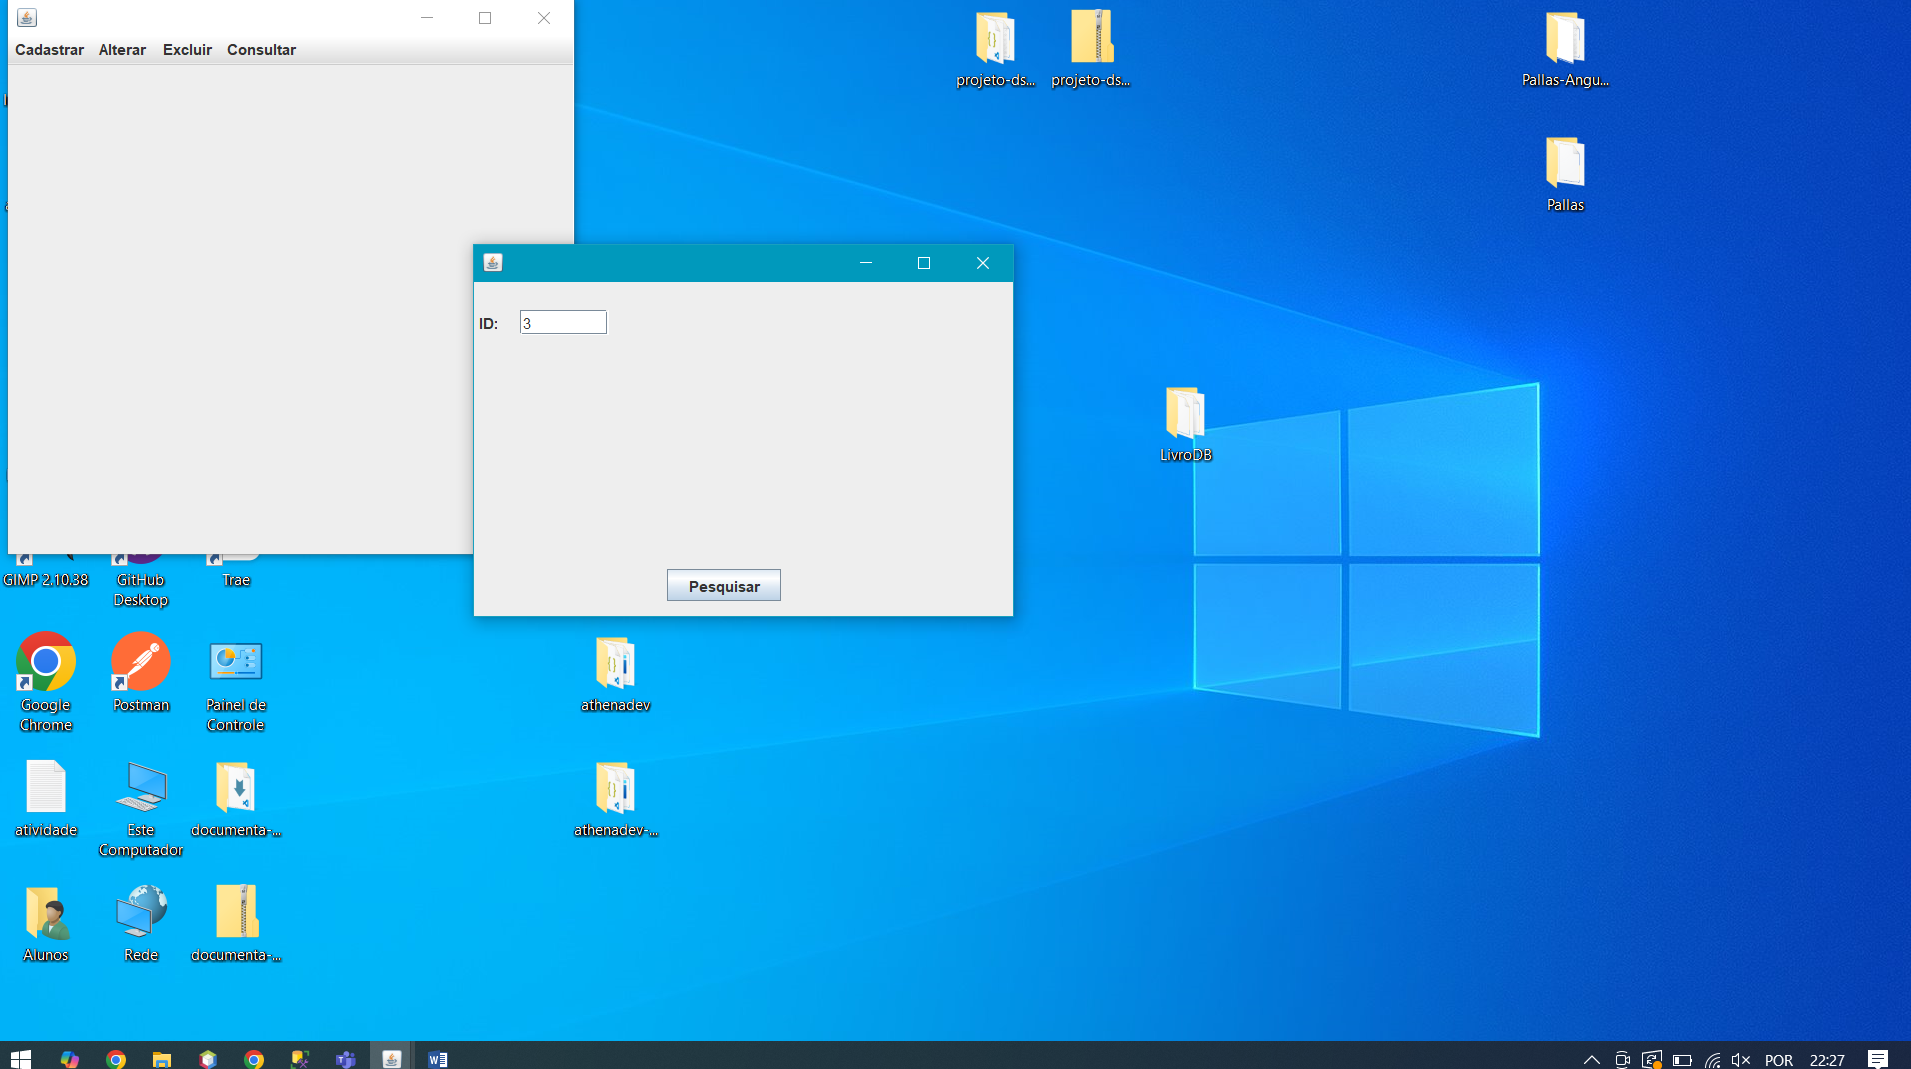 Cadastrar Alterar Excluir Consultar
projeto-ds...
projeto-ds...
Pallas-Angu...
Pallas
ID: 3
LivroDB
Pesquisar
GIMP 2.10.38
GitHub
Desktop
Trae
Google
Chrome
Postman
Painel de
Controle
athenadev
atividade
Este
Computador
documenta-...
athenadev-...
Alunos
Rede
documenta-...
POR 22:27